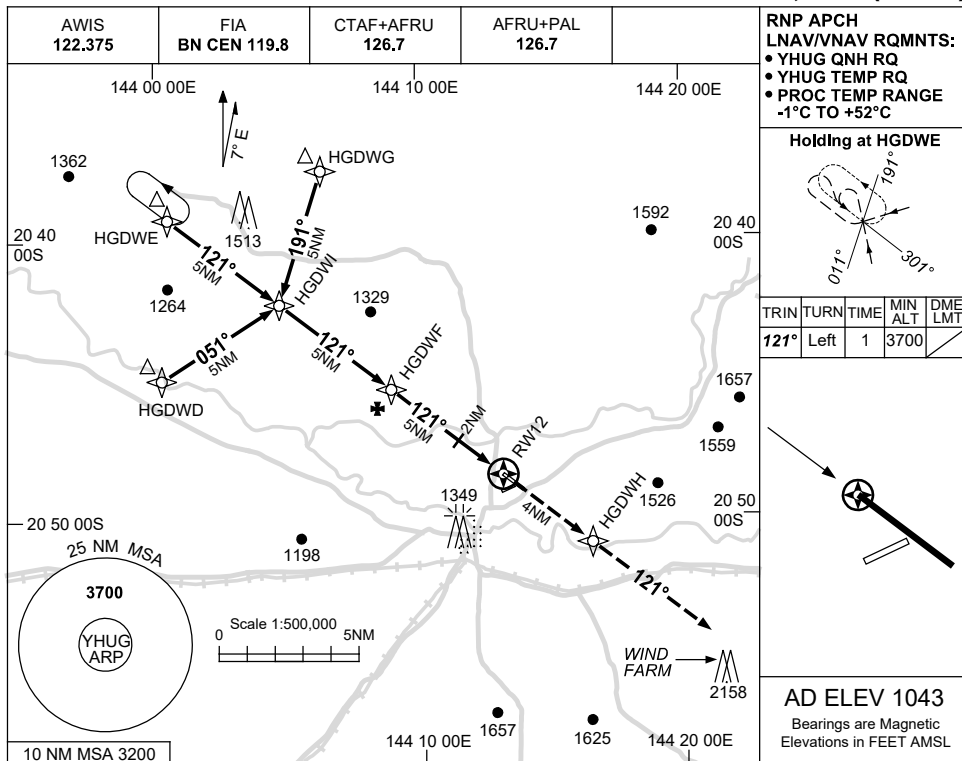 AWIS
122.375
FIA
BN CEN 119.8
CTAF+AFRU
126.7
AFRU+PAL
126.7
RNP APCH
LNAV/VNAV RQMNTS:
• YHUG QNH RQ
• YHUG TEMP RQ
• PROC TEMP RANGE
-1°C TO +52°C
144 00 00E
144 10 00E
144 20 00E
7° E
1362
HGDWG
HGDWE
1513
191°
5NM
1592
20 40
00S
20 40
00S
121°
5NM
HGDWI
1264
1329
051°
5NM
121°
5NM
HGDWF
HGDWD
121°
5NM
2NM
RW12
1657
1559
1526
HGDWH
4NM
20 50
00S
1349
20 50 00S
1198
121°
25 NM MSA
3700
YHUG
ARP
Scale 1:500,000
0
5NM
WIND
FARM
2158
1657
1625
144 10 00E
144 20 00E
10 NM MSA 3200
Holding at HGDWE
191°
011°
301°
TRIN
TURN
TIME
MIN
ALT
DME
LMT
121°
Left
1
3700
AD ELEV 1043
Bearings are Magnetic
Elevations in FEET AMSL